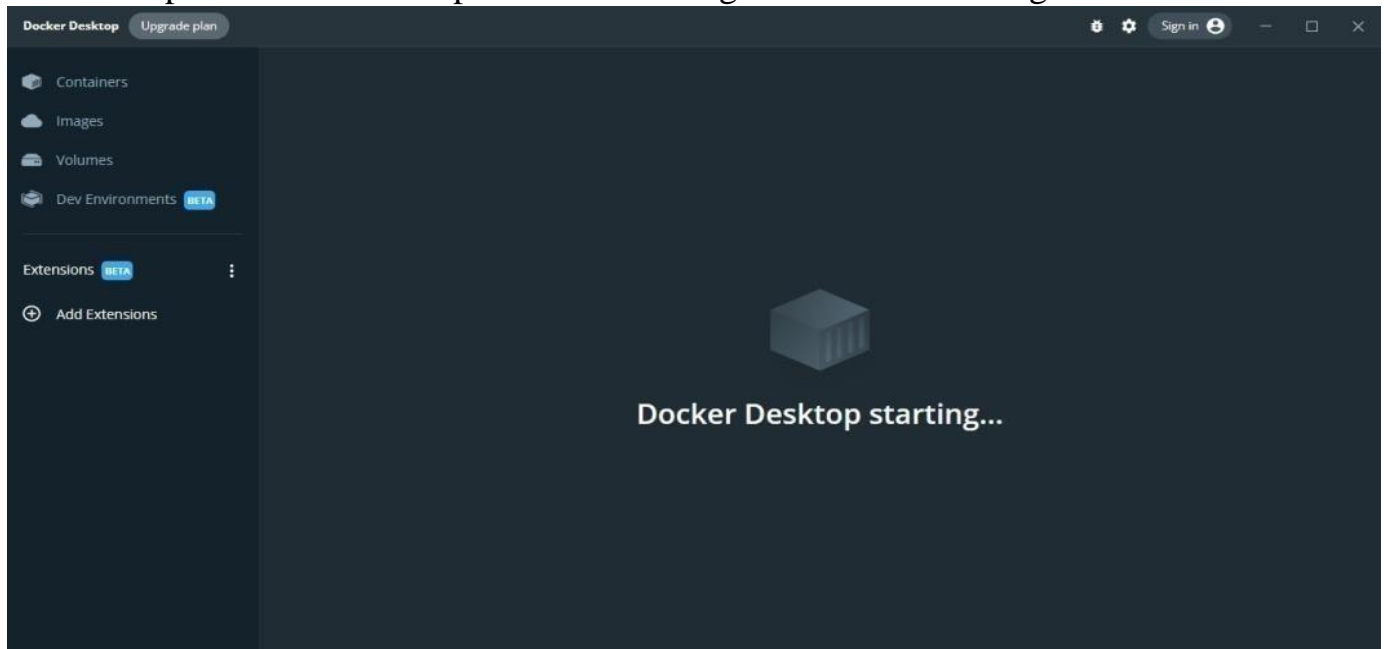 Docker Desktop Upgrade plan Sign in
Containers
Images
Volumes
Dev Environments BETA
Extensions BETA
Add Extensions
Docker Desktop starting...